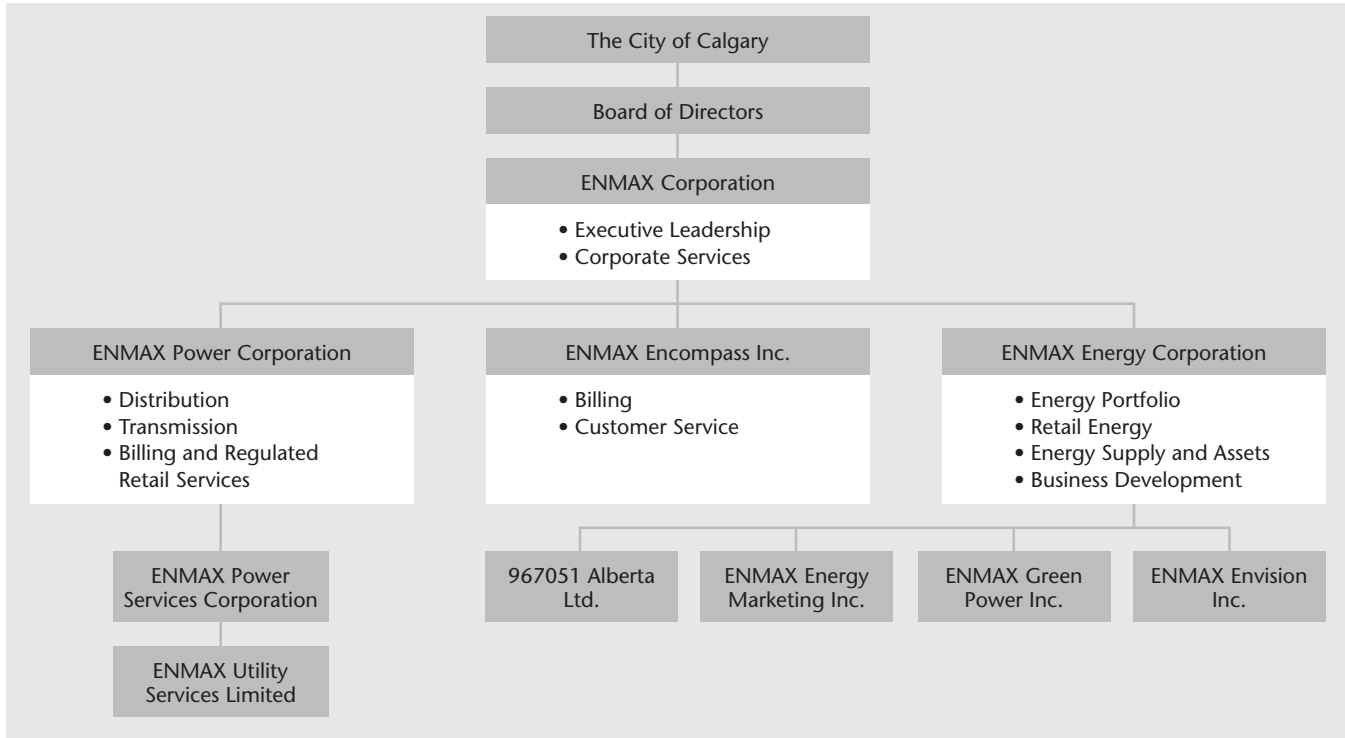 The City of Calgary
Board of Directors
ENMAX Corporation
• Executive Leadership
• Corporate Services
ENMAX Power Corporation
• Distribution
• Transmission
• Billing and Regulated
Retail Services
ENMAX Encompass Inc.
• Billing
• Customer Service
ENMAX Energy Corporation
• Energy Portfolio
• Retail Energy
• Energy Supply and Assets
• Business Development
ENMAX Power
Services Corporation
ENMAX Utility
Services Limited
967051 Alberta
Ltd.
ENMAX Energy
Marketing Inc.
ENMAX Green
Power Inc.
ENMAX Envision
Inc.